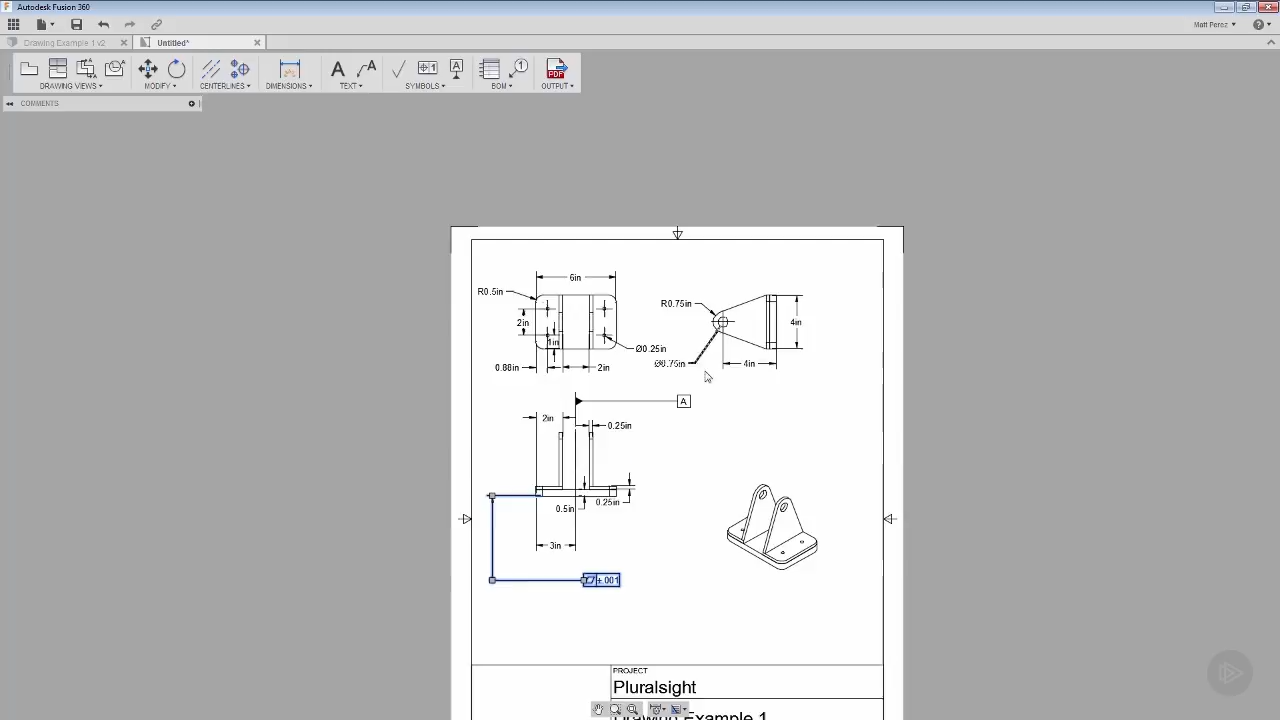 Autodesk Fusion 360
Matt Perez
Drawing Example 1 v2
Untitled*
DRAWING VIEWS
MODIFY
CENTERLINES
DIMENSIONS
TEXT
SYMBOLS
BOM
OUTPUT
COMMENTS
6in
R0.5in
2in
1in
Ø0.25in
0.88in
2in
R0.75in
4in
Ø0.75in
4in
A
2in
0.25in
0.25in
0.5in
3in
±.001
PROJECT
Pluralsight
Drawing Example 1